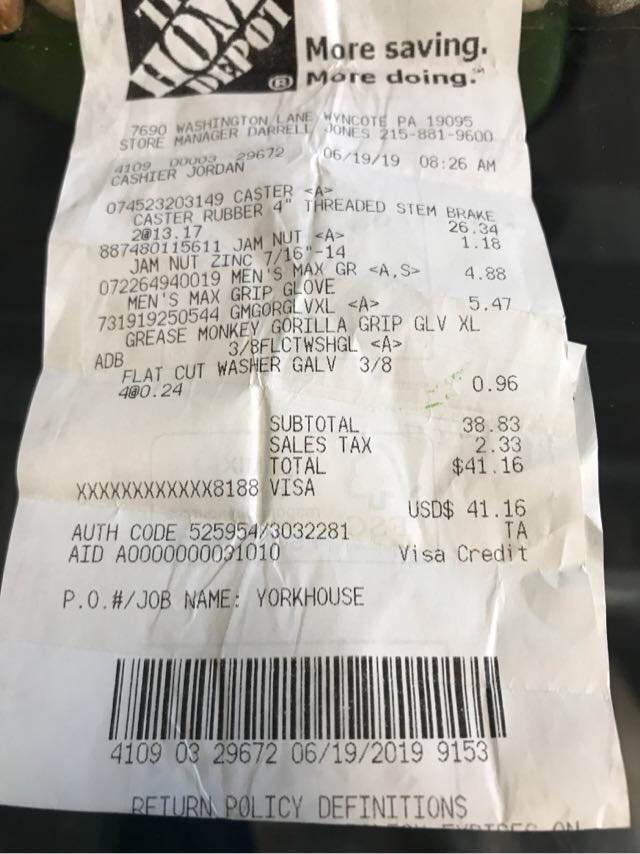 THE
HOME
DEPOT
®
More saving.
More doing.™
7690 WASHINGTON LANE WYNCOTE PA 19095
STORE MANAGER DARRELL JONES 215-881-9600
4109 00003 29672 06/19/19 08:26 AM
CASHIER JORDAN
074523203149 CASTER <A>
CASTER RUBBER 4" THREADED STEM BRAKE
2@13.17 26.34
887480115611 JAM NUT <A> 1.18
JAM NUT ZINC 7/16"-14
072264940019 MEN'S MAX GR <A,S> 4.88
MEN'S MAX GRIP GLOVE
731919250544 GMGORGLVXL <A> 5.47
GREASE MONKEY GORILLA GRIP GLV XL
ADB 3/8FLCTWSHGL <A>
FLAT CUT WASHER GALV 3/8
4@0.24 0.96
SUBTOTAL 38.83
SALES TAX 2.33
TOTAL $41.16
XXXXXXXXXXXX8188 VISA
USD$ 41.16
AUTH CODE 525954/3032281 TA
AID A0000000031010 Visa Credit
P.O.#/JOB NAME: YORKHOUSE
4109 03 29672 06/19/2019 9153
RETURN POLICY DEFINITIONS
EXPIRES ON